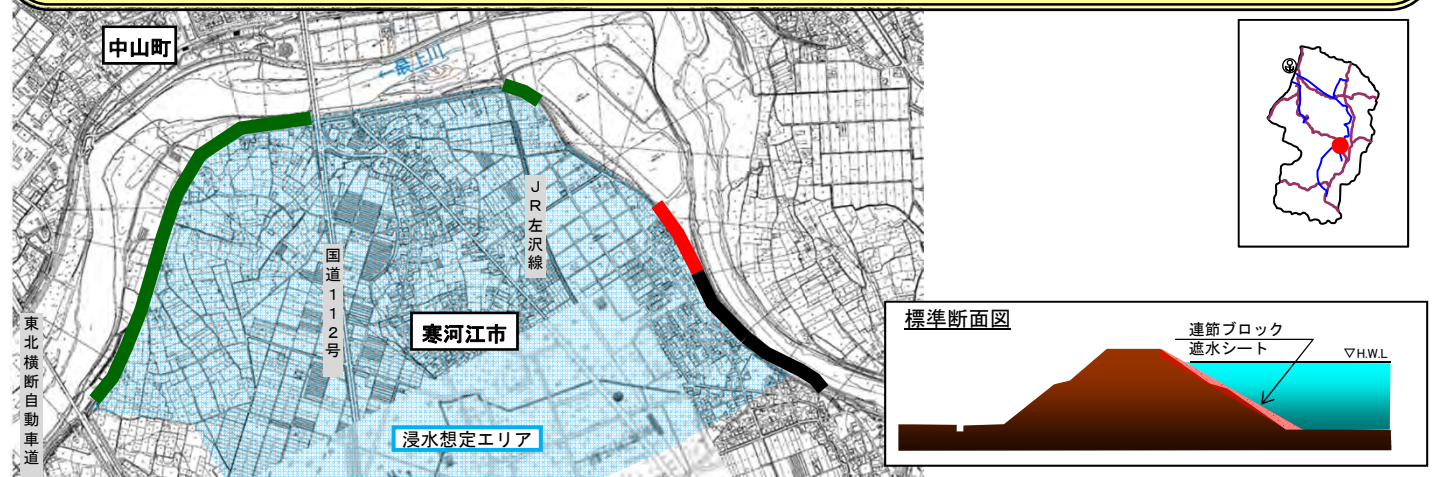 中山町
←最上川
JR左沢線
国道112号
寒河江市
東北横断自動車道
浸水想定エリア
標準断面図
連節ブロック
遮水シート
▽H.W.L